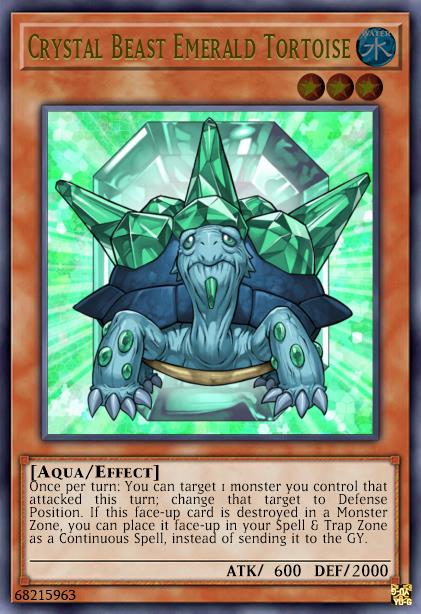 Crystal Beast Emerald Tortoise
WATER
水
[Aqua/Effect]
Once per turn: You can target 1 monster you control that
attacked this turn; change that target to Defense
Position. If this face-up card is destroyed in a Monster
Zone, you can place it face-up in your Spell & Trap Zone
as a Continuous Spell, instead of sending it to the GY.
ATK/ 600 DEF/2000
68215963